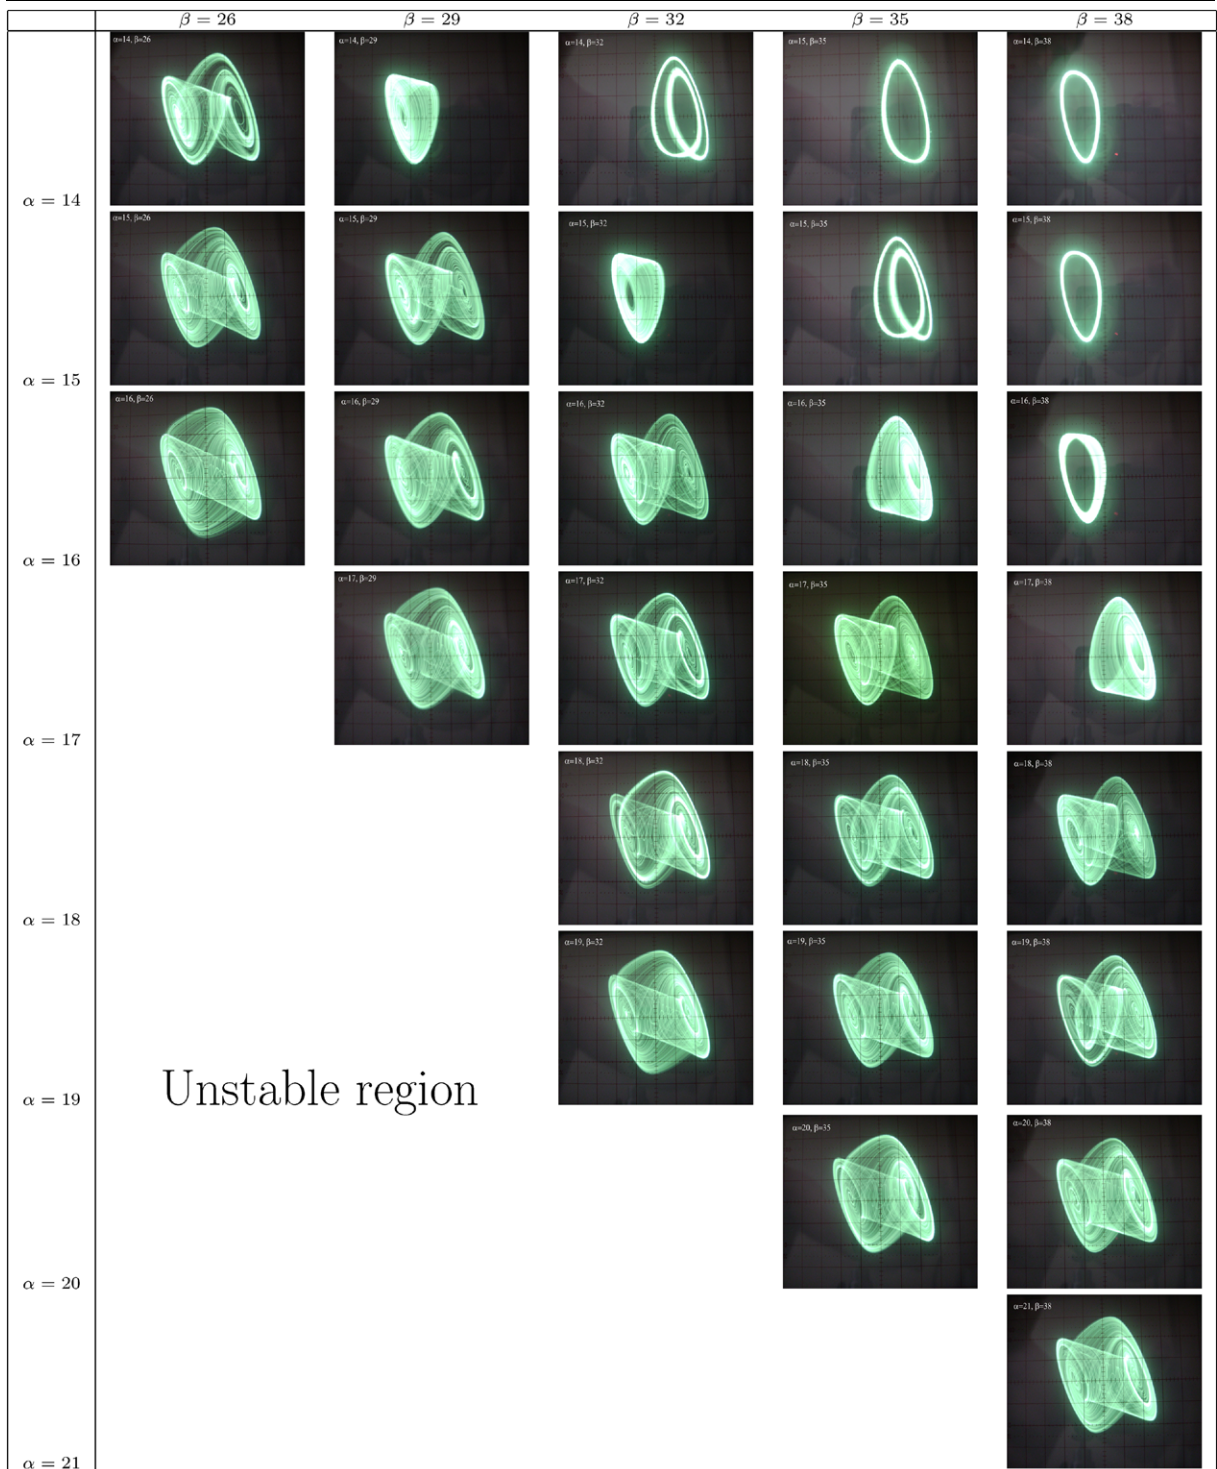 β = 26 β = 29 β = 32 β = 35 β = 38
α=14, β=26 α=14, β=29 α=14, β=32 α=15, β=35 α=14, β=38
α = 14
α=15, β=26 α=15, β=29 α=15, β=32 α=15, β=35 α=15, β=38
α = 15
α=16, β=26 α=16, β=29 α=16, β=32 α=16, β=35 α=16, β=38
α = 16
α=17, β=29 α=17, β=32 α=17, β=35 α=17, β=38
α = 17
α=18, β=32 α=18, β=35 α=18, β=38
α = 18
α=19, β=32 α=19, β=35 α=19, β=38
Unstable region
α = 19
α=20, β=35 α=20, β=38
α = 20
α=21, β=38
α = 21